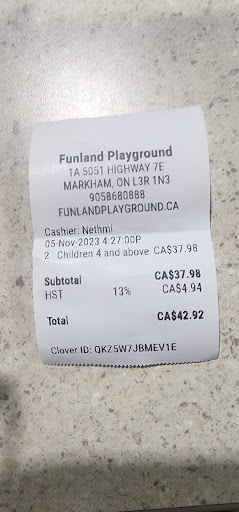 Funland Playground
1A 5051 HIGHWAY 7E
MARKHAM, ON L3R 1N3
9058680888
FUNLANDPLAYGROUND.CA
Cashier: Nethmi
05-Nov-2023 4:27:00P
2 Children 4 and above CA$37.98
Subtotal CA$37.98
HST 13% CA$4.94
Total CA$42.92
Clover ID: QKZ5W7JBMEV1E